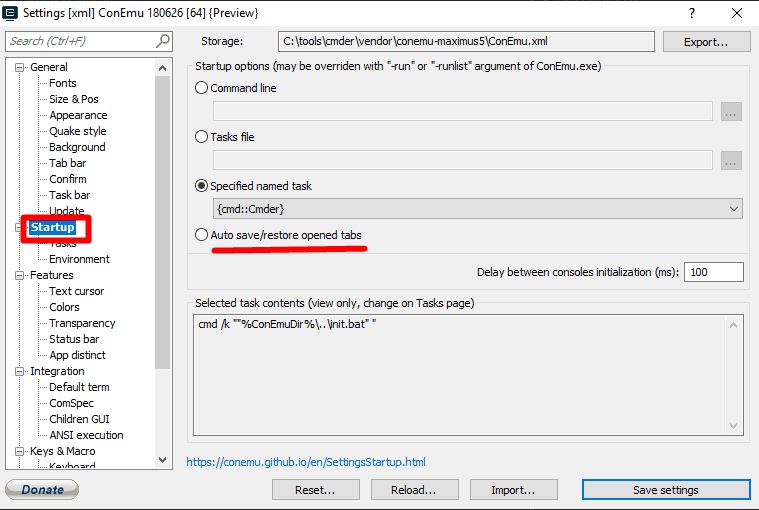 Settings [xml] ConEmu 180626 [64] {Preview}
Search (Ctrl+F)
Storage:
C:\tools\cmder\vendor\conemu-maximus5\ConEmu.xml
Export...
General
Fonts
Size & Pos
Appearance
Quake style
Background
Tab bar
Confirm
Task bar
Update
Startup
Tasks
Environment
Features
Text cursor
Colors
Transparency
Status bar
App distinct
Integration
Default term
ComSpec
Children GUI
ANSI execution
Keys & Macro
Keyboard
Startup options (may be overriden with "-run" or "-runlist" argument of ConEmu.exe)
Command line
...
Tasks file
...
Specified named task
{cmd::Cmder}
Auto save/restore opened tabs
Delay between consoles initialization (ms):
100
Selected task contents (view only, change on Tasks page)
cmd /k ""%ConEmuDir%\..\init.bat" "
https://conemu.github.io/en/SettingsStartup.html
Donate
Reset...
Reload...
Import...
Save settings